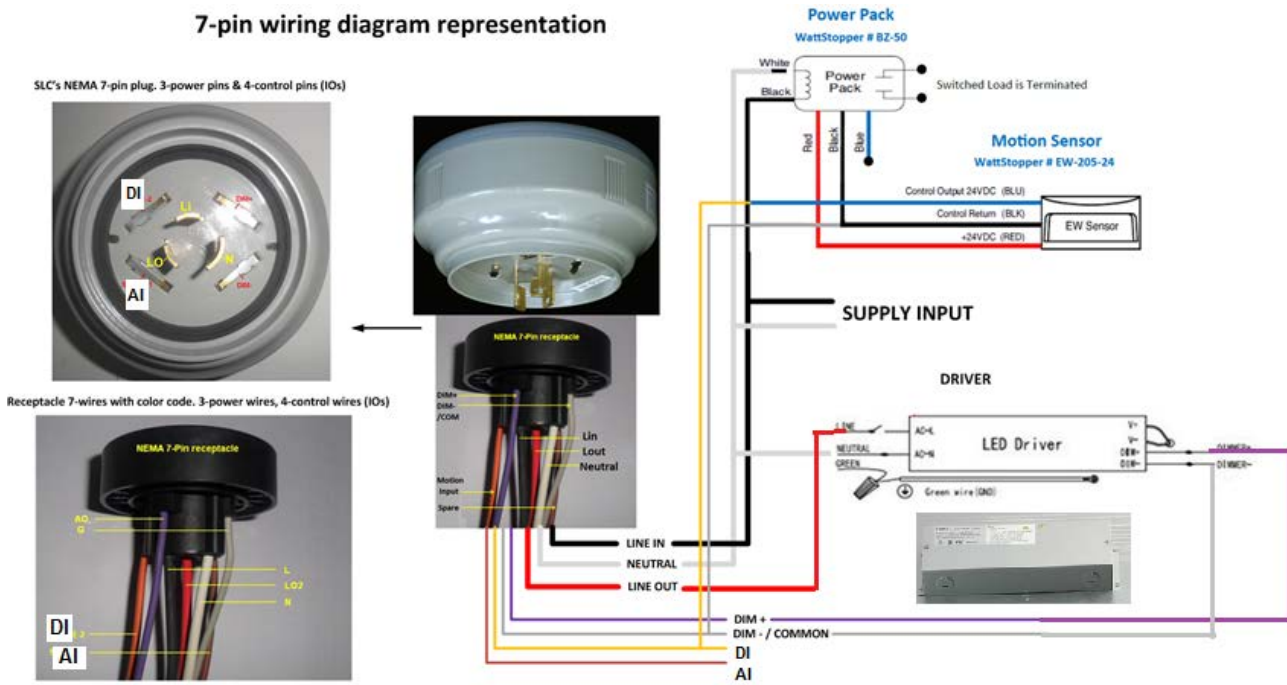 7-pin wiring diagram representation
SLC's NEMA 7-pin plug. 3-power pins & 4-control pins (IOs)
DI
DIM+
LI
LO
N
AI
DIM-
Receptacle 7-wires with color code. 3-power wires, 4-control wires (IOs)
NEMA 7-Pin receptacle
G
L
LO2
N
DI
AI
NEMA 7-Pin receptacle
DIM+
DIM-
/COM
Lin
Lout
Neutral
Motion
Input
Spare
Power Pack
WattStopper # BZ-50
White
Black
Power
Pack
Switched Load is Terminated
Red
Black
Blue
Motion Sensor
WattStopper # EW-205-24
Control Output 24VDC (BLU)
Control Return (BLK)
+24VDC (RED)
EW Sensor
SUPPLY INPUT
DRIVER
LINE
NEUTRAL
GREEN
AC-L
AC-N
LED Driver
V+
V-
DIM+
DIM-
DIMMER+
DIMMER-
Green wire(GND)
LINE IN
NEUTRAL
LINE OUT
DIM +
DIM - / COMMON
DI
AI